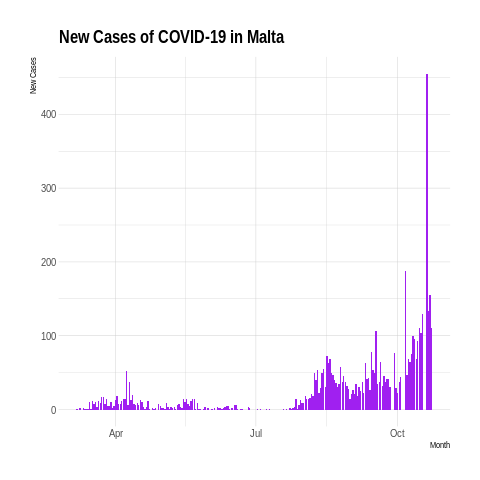 New Cases of COVID-19 in Malta
New Cases
400
300
200
100
0
Apr
Jul
Oct
Month